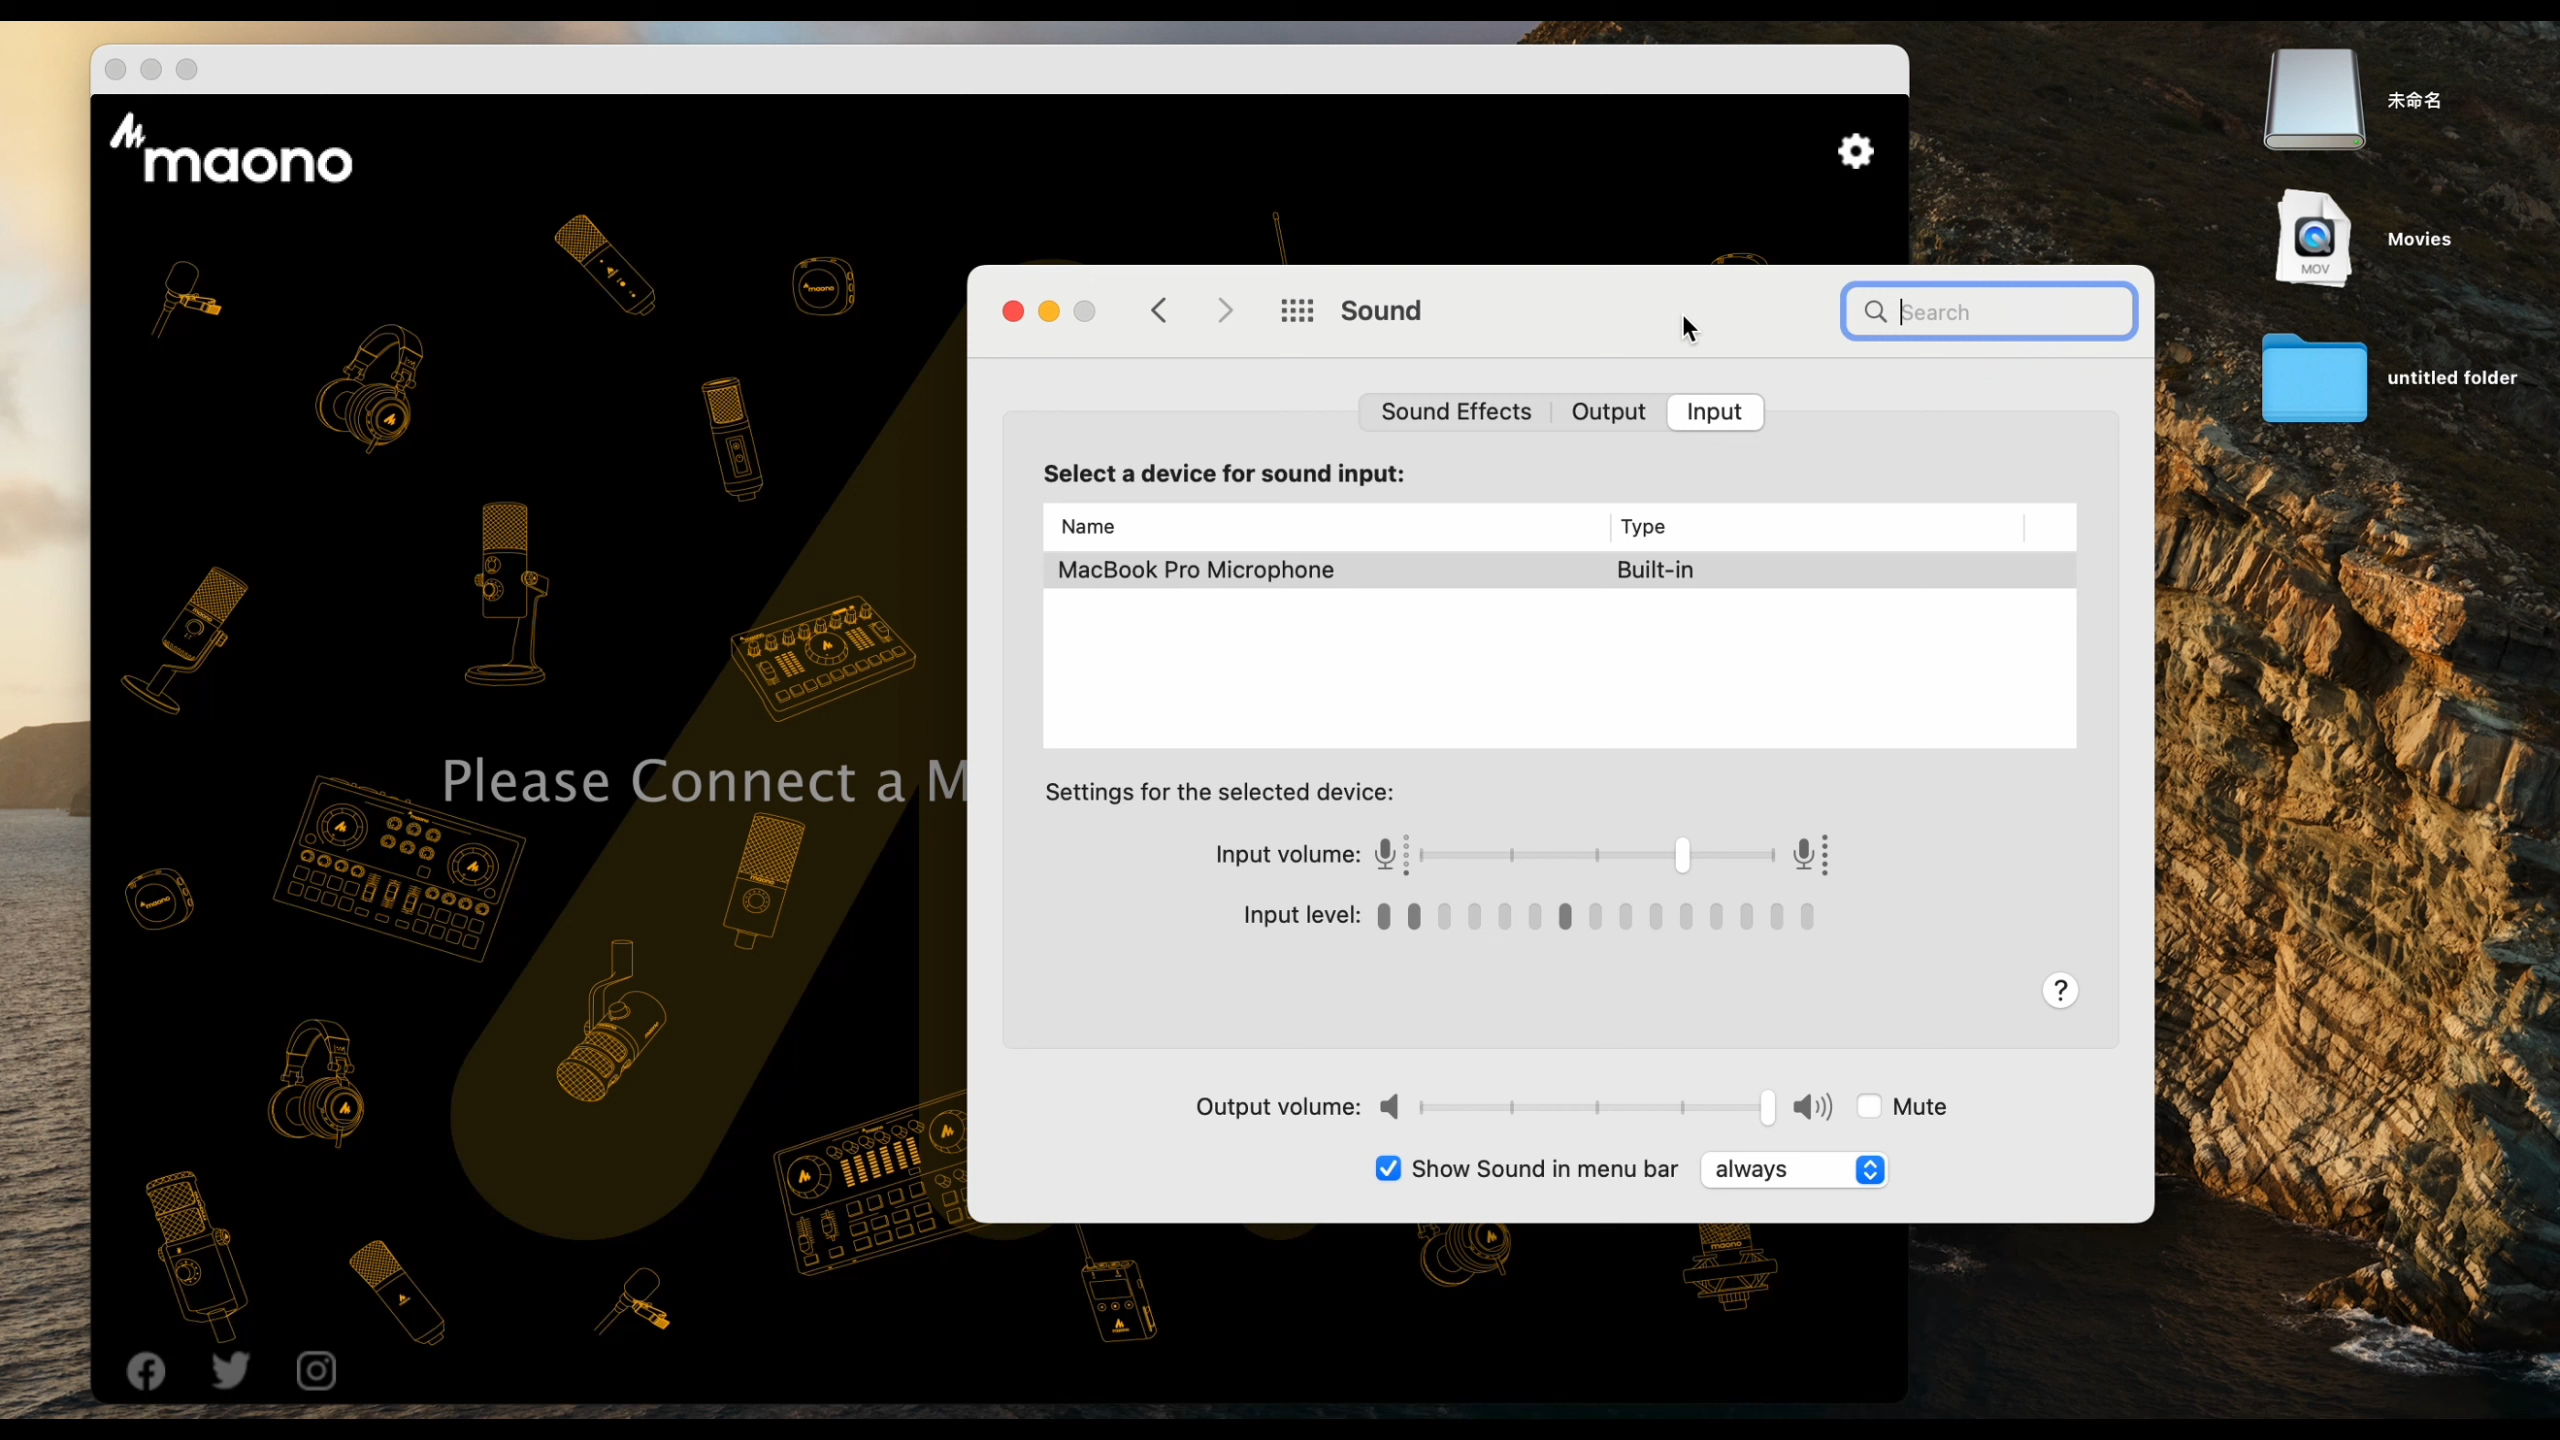 maono
Please Connect a M
Sound
Search
Sound Effects
Output
Input
Select a device for sound input:
Name
Type
MacBook Pro Microphone
Built-in
Settings for the selected device:
Input volume:
Input level:
?
Output volume:
Mute
Show Sound in menu bar
always
未命名
MOV
Movies
untitled folder